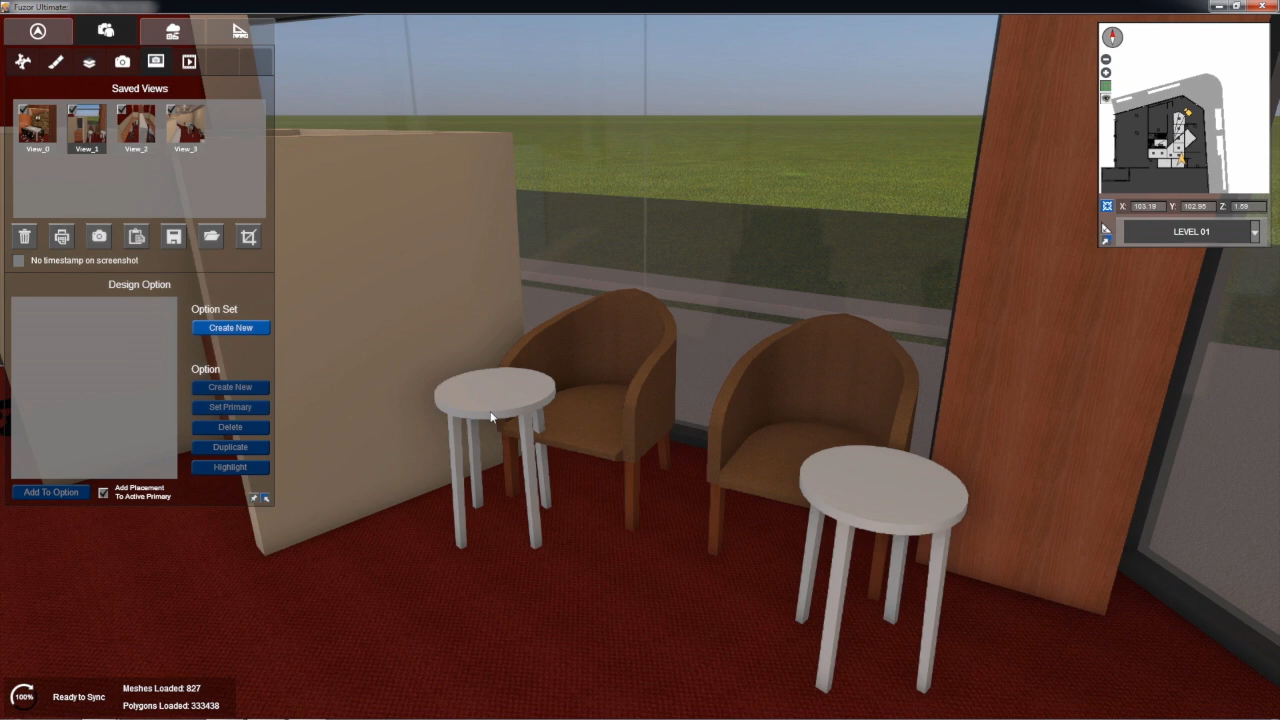 Fuzor Ultimate:
Saved Views
View_0
View_1
View_2
View_3
No timestamp on screenshot
Design Option
Option Set
Create New
Option
Create New
Set Primary
Delete
Duplicate
Highlight
Add To Option
Add Placement
To Active Primary
X: 103.19 Y: 102.95 Z: 1.59
LEVEL 01
100%
Ready to Sync
Meshes Loaded: 827
Polygons Loaded: 333438